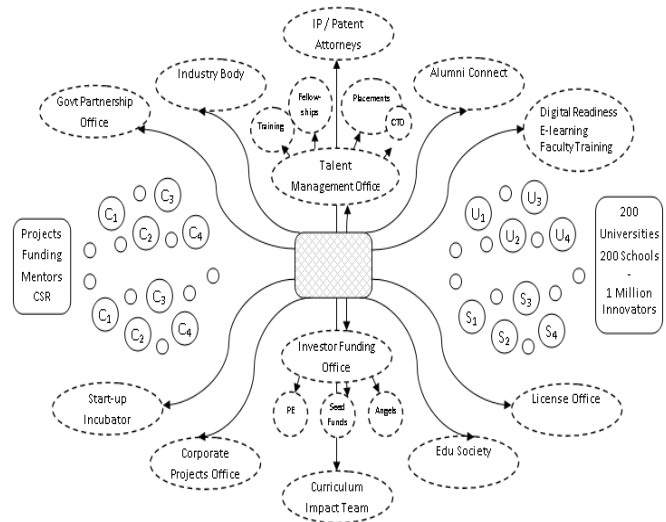 IP / Patent
Attorneys
Industry Body
Alumni Connect
Govt Partnership
Office
Fellow-
ships
Training
Placements
CTO
Digital Readiness
E-learning
Faculty Training
Talent
Management Office
C1
C3
C2
C4
U1
U3
U2
U4
Projects
Funding
Mentors
CSR
200
Universities
200 Schools
-
1 Million
Innovators
C1
C3
C2
C4
S1
S3
S2
S4
Investor Funding
Office
PE
Seed
Funds
Angels
Start-up
Incubator
License Office
Corporate
Projects Office
Edu Society
Curriculum
Impact Team